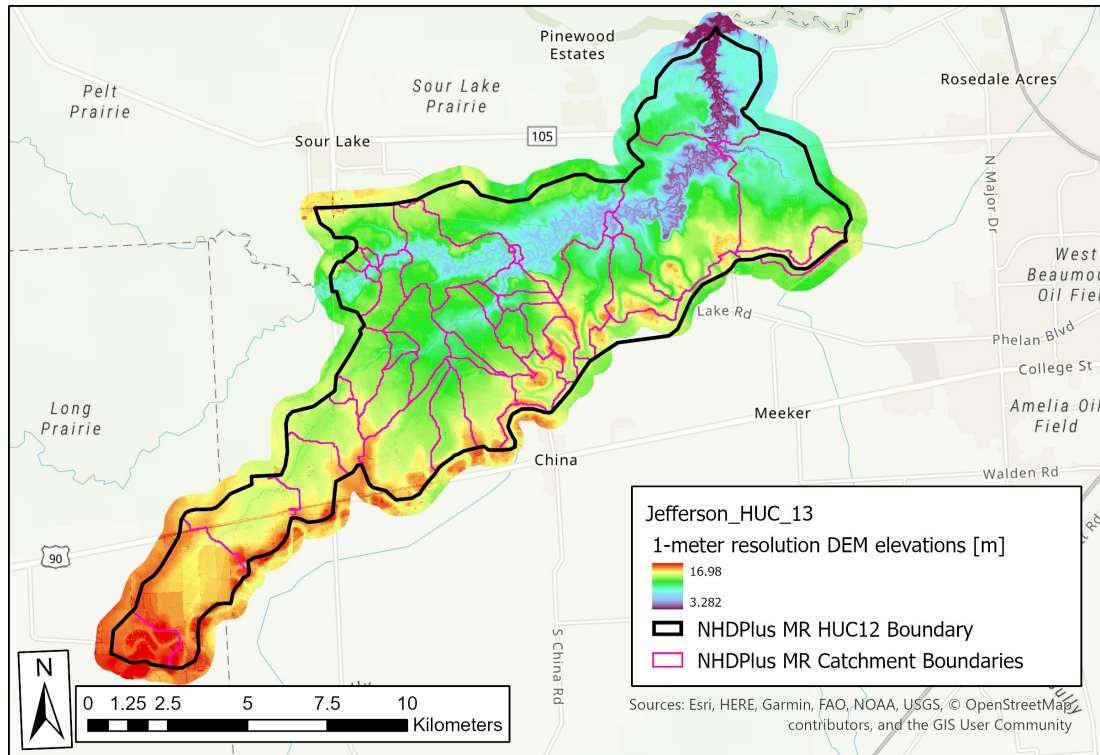 Pinewood
Estates
Rosedale Acres
Pelt
Prairie
Sour Lake
Prairie
105
Sour Lake
N Major Dr
West
Beaumou
Oil Fiel
Lake Rd
Phelan Blvd
College St
Long
Prairie
Meeker
Amelia Oil
Field
China
Walden Rd
90
S China Rd
Jefferson_HUC_13
1-meter resolution DEM elevations [m]
16.98
3.282
NHDPlus MR HUC12 Boundary
NHDPlus MR Catchment Boundaries
N
0 1.25 2.5 5 7.5 10
Kilometers
Sources: Esri, HERE, Garmin, FAO, NOAA, USGS, © OpenStreetMap
contributors, and the GIS User Community